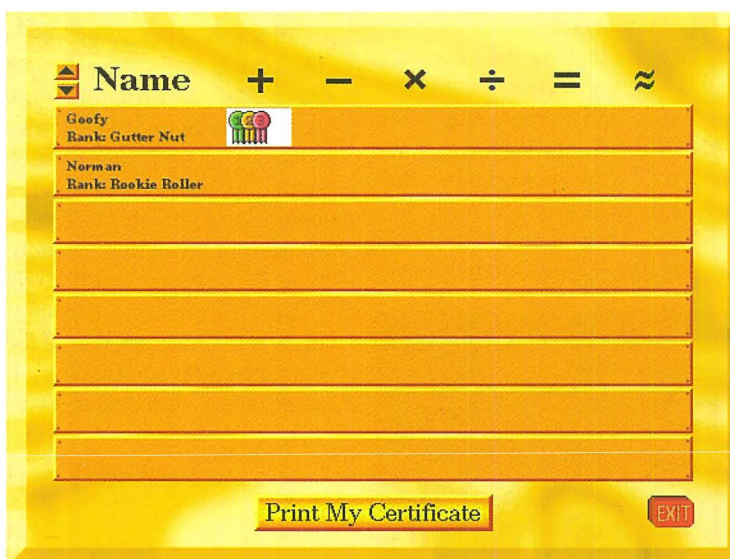 Name + − × ÷ = ≈
Goofy
Rank: Gutter Nut
Norman
Rank: Rookie Roller
Print My Certificate
EXIT